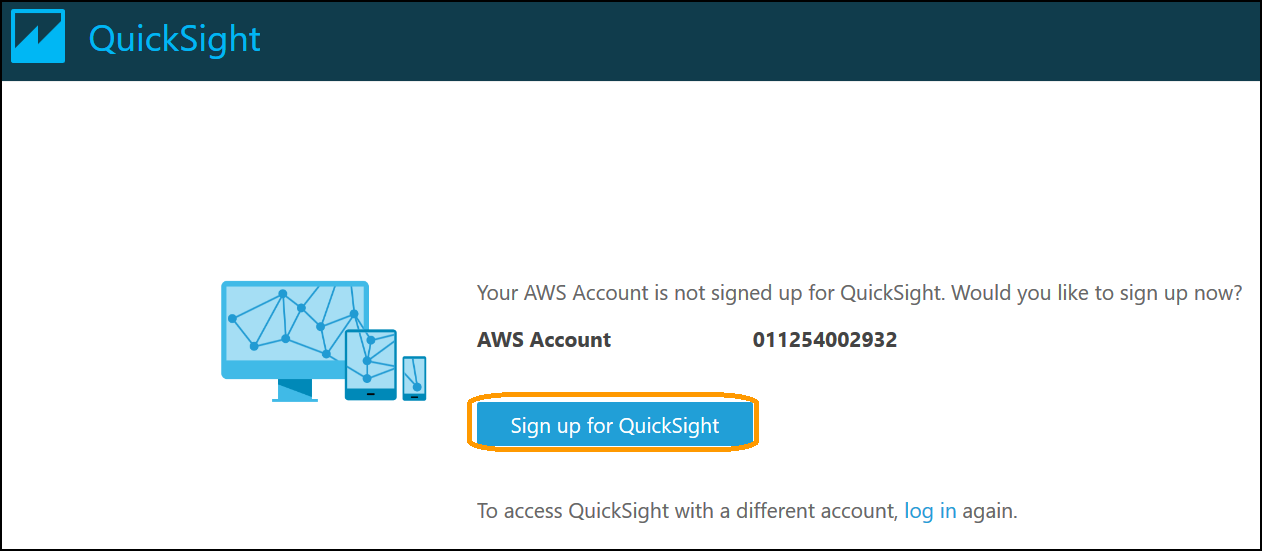 QuickSight
Your AWS Account is not signed up for QuickSight. Would you like to sign up now?
AWS Account 011254002932
Sign up for QuickSight
To access QuickSight with a different account, log in again.